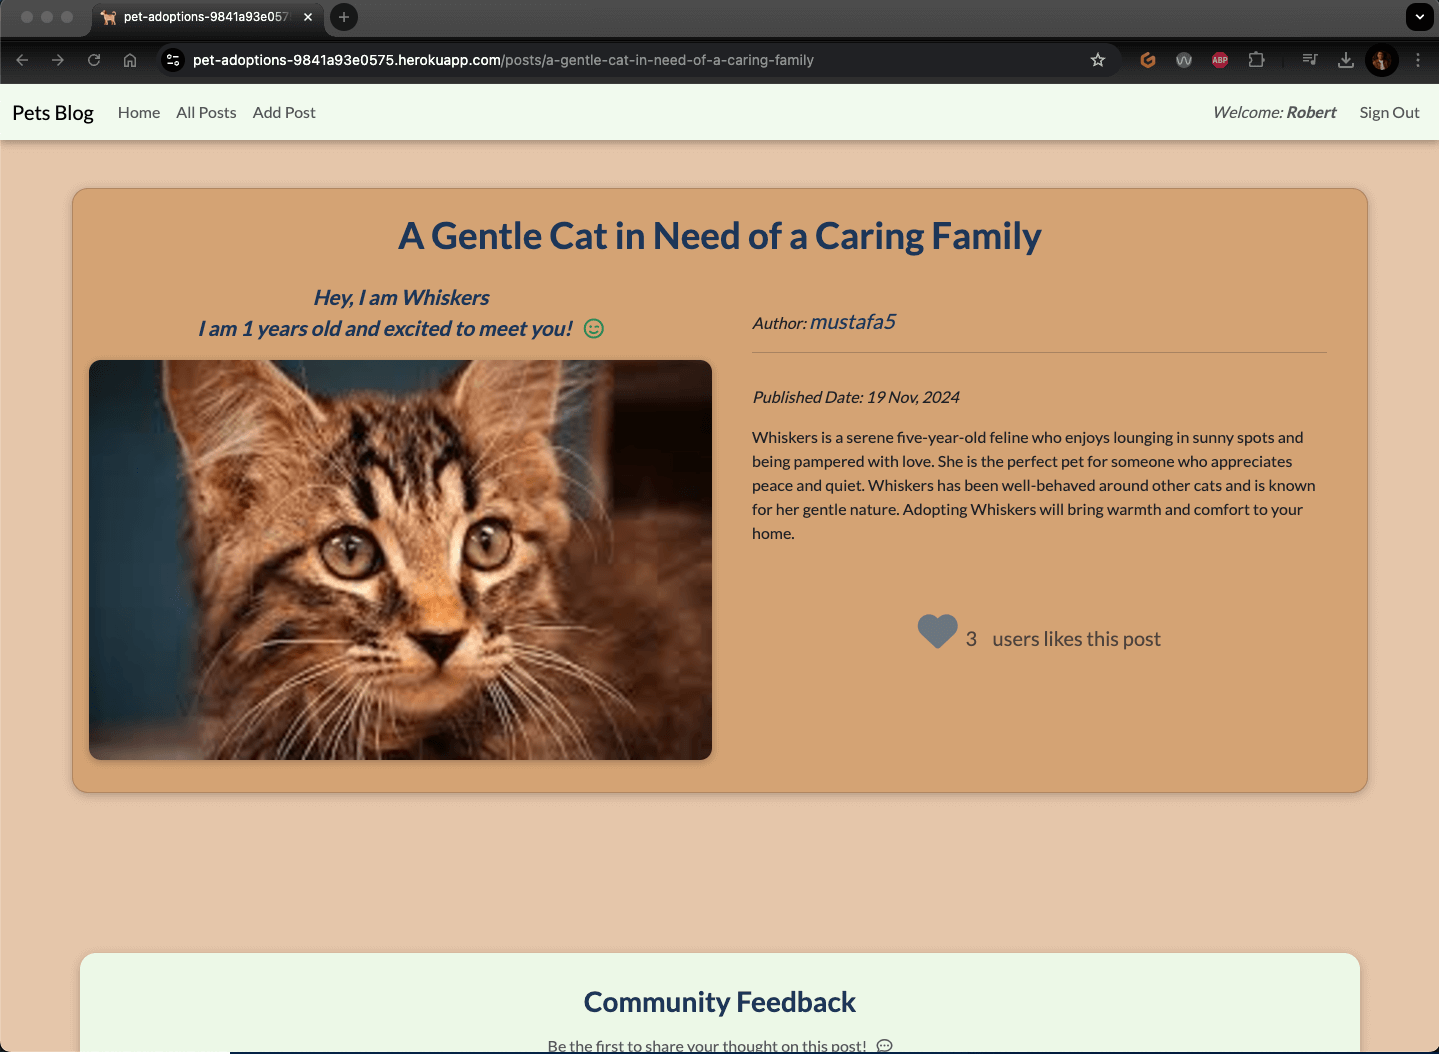 pet-adoptions-9841a93e057
pet-adoptions-9841a93e0575.herokuapp.com/posts/a-gentle-cat-in-need-of-a-caring-family
ABP
Pets Blog Home All Posts Add Post Welcome: Robert Sign Out
A Gentle Cat in Need of a Caring Family
Hey, I am Whiskers
I am 1 years old and excited to meet you!
Author: mustafa5
Published Date: 19 Nov, 2024
Whiskers is a serene five-year-old feline who enjoys lounging in sunny spots and
being pampered with love. She is the perfect pet for someone who appreciates
peace and quiet. Whiskers has been well-behaved around other cats and is known
for her gentle nature. Adopting Whiskers will bring warmth and comfort to your
home.
3 users likes this post
Community Feedback
Be the first to share your thought on this post!